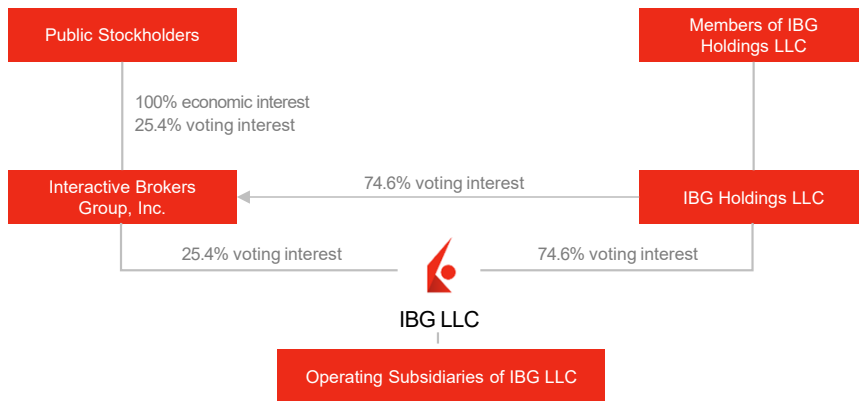 Public Stockholders
Members of IBG
Holdings LLC
100% economic interest
25.4% voting interest
Interactive Brokers
Group, Inc.
74.6% voting interest
IBG Holdings LLC
25.4% voting interest
74.6% voting interest
IBG LLC
Operating Subsidiaries of IBG LLC